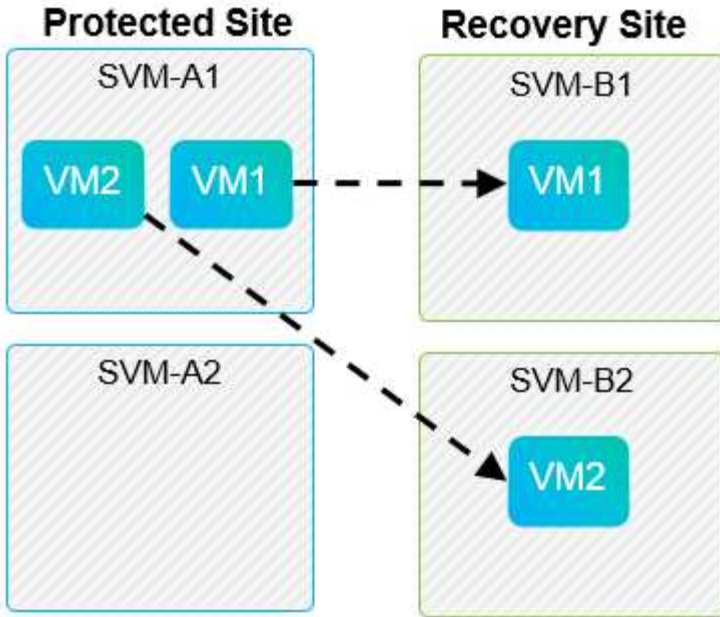 Protected Site
Recovery Site
SVM-A1
SVM-B1
VM2
VM1
VM1
SVM-A2
SVM-B2
VM2